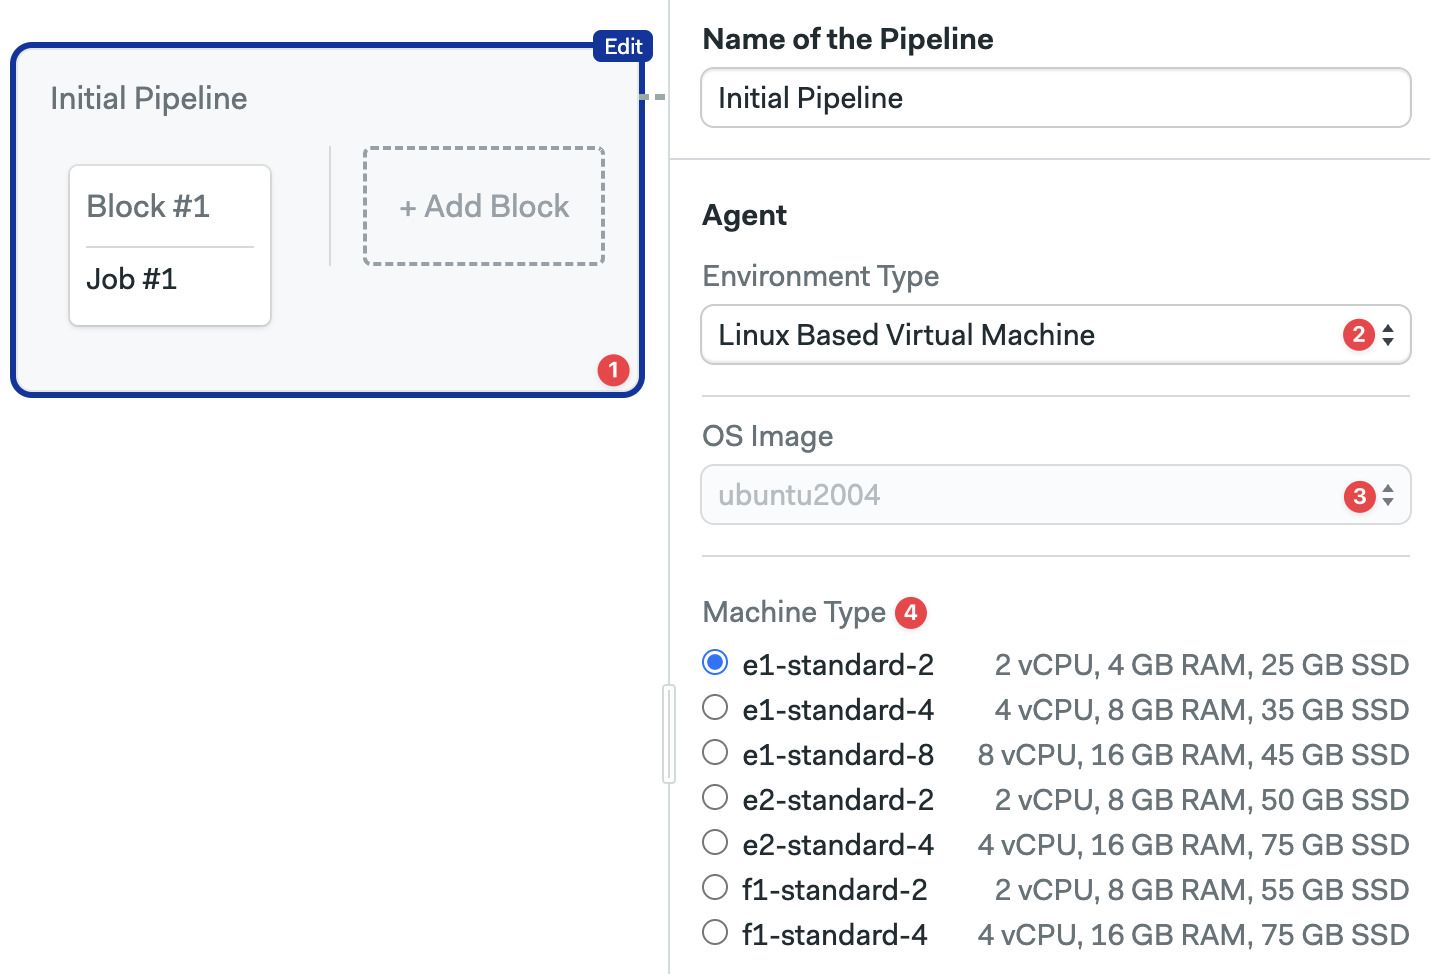 Edit
Initial Pipeline
Block #1
Job #1
+ Add Block
1
Name of the Pipeline
Initial Pipeline
Agent
Environment Type
Linux Based Virtual Machine 2
OS Image
ubuntu2004 3
Machine Type 4
e1-standard-2 2 vCPU, 4 GB RAM, 25 GB SSD
e1-standard-4 4 vCPU, 8 GB RAM, 35 GB SSD
e1-standard-8 8 vCPU, 16 GB RAM, 45 GB SSD
e2-standard-2 2 vCPU, 8 GB RAM, 50 GB SSD
e2-standard-4 4 vCPU, 16 GB RAM, 75 GB SSD
f1-standard-2 2 vCPU, 8 GB RAM, 55 GB SSD
f1-standard-4 4 vCPU, 16 GB RAM, 75 GB SSD